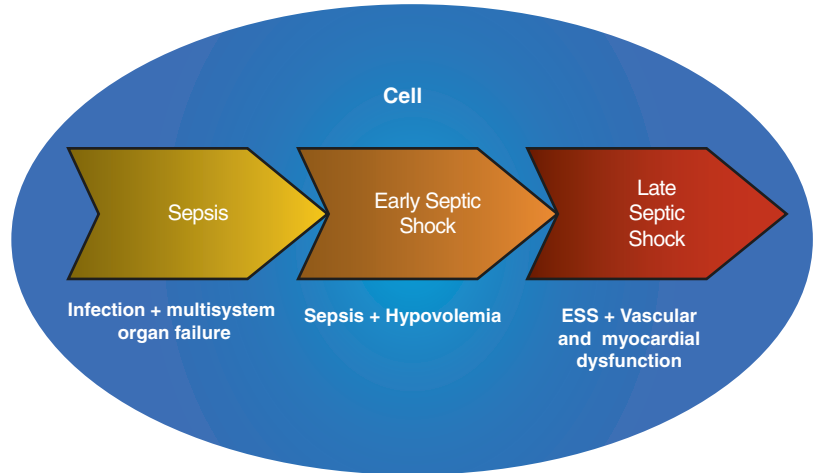 Cell
Sepsis
Early Septic
Shock
Late
Septic
Shock
Infection + multisystem
organ failure
Sepsis + Hypovolemia
ESS + Vascular
and myocardial
dysfunction